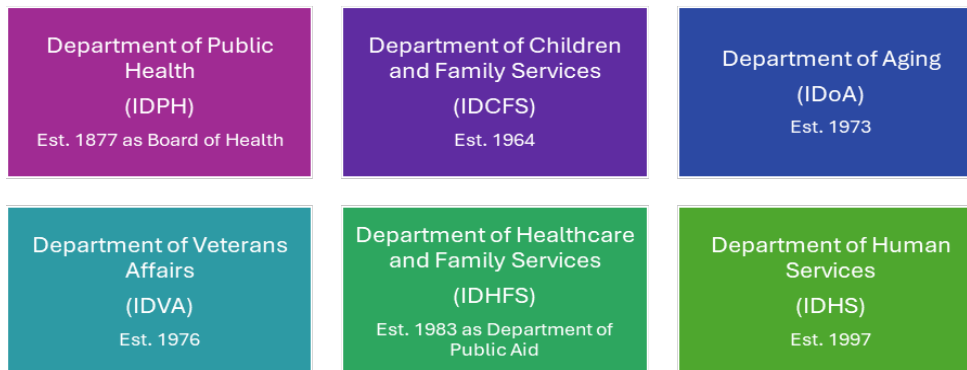 Department of Public
Health
(IDPH)
Est. 1877 as Board of Health
Department of Children
and Family Services
(IDCFS)
Est. 1964
Department of Aging
(IDoA)
Est. 1973
Department of Veterans
Affairs
(IDVA)
Est. 1976
Department of Healthcare
and Family Services
(IDHFS)
Est. 1983 as Department of
Public Aid
Department of Human
Services
(IDHS)
Est. 1997